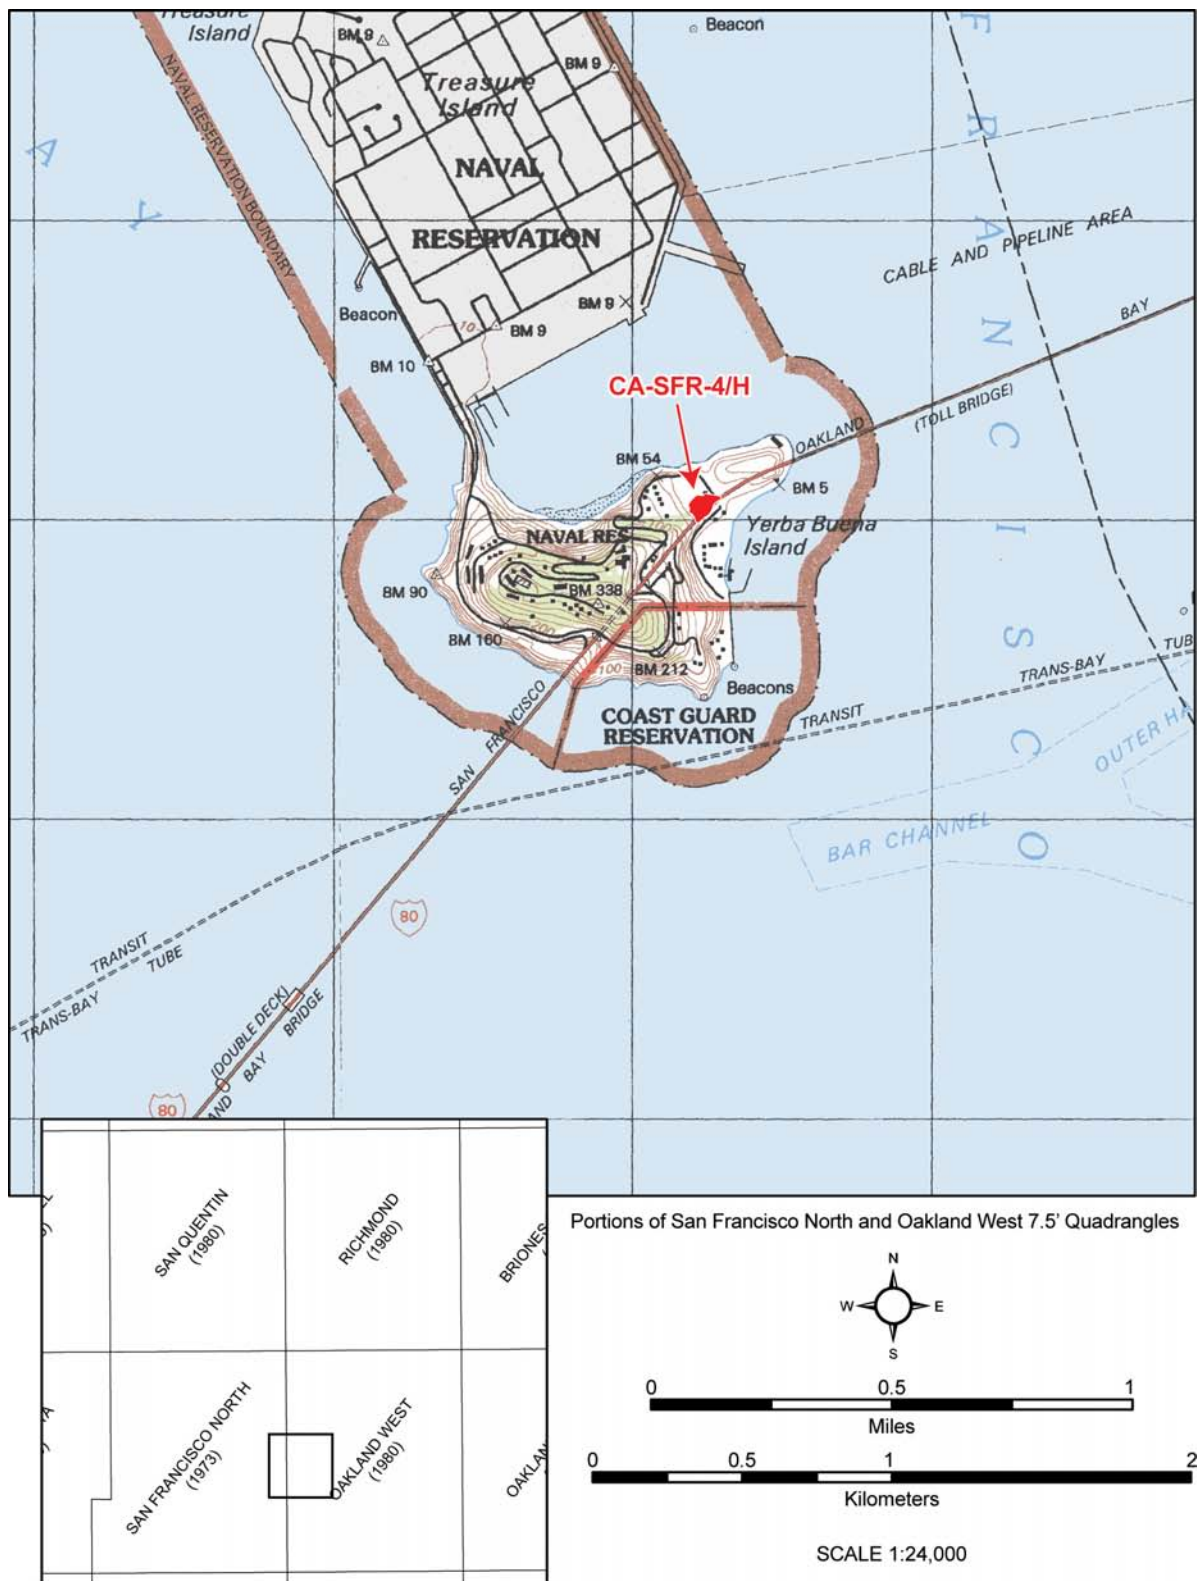 Treasure
Island
BM 9
Beacon
BM 9
Treasure
Island
NAVAL
RESERVATION
NAVAL RESERVATION BOUNDARY
A
Y
F
R
A
N
C
I
S
C
O
CABLE AND PIPELINE AREA
Beacon
BM 9
BM 9
10
BM 10
BAY
(TOLL BRIDGE)
OAKLAND
CA-SFR-4/H
BM 54
BM 5
Yerba Buena
Island
NAVAL RES
100
BM 90
BM 338
200
BM 160
100
BM 212
Beacons
COAST GUARD
RESERVATION
TRANS-BAY
TUB
TRANSIT
OUTER HA
BAR CHANNEL
SAN FRANCISCO
80
TRANSIT
TUBE
TRANS-BAY
(DOUBLE DECK)
BRIDGE
BAY
AND
80
SAN QUENTIN
(1980)
RICHMOND
(1980)
BRIONES
SAN FRANCISCO NORTH
(1973)
OAKLAND WEST
(1980)
OAKLAN
Portions of San Francisco North and Oakland West 7.5' Quadrangles
N
W E
S
0 0.5 1
Miles
0 0.5 1 2
Kilometers
SCALE 1:24,000